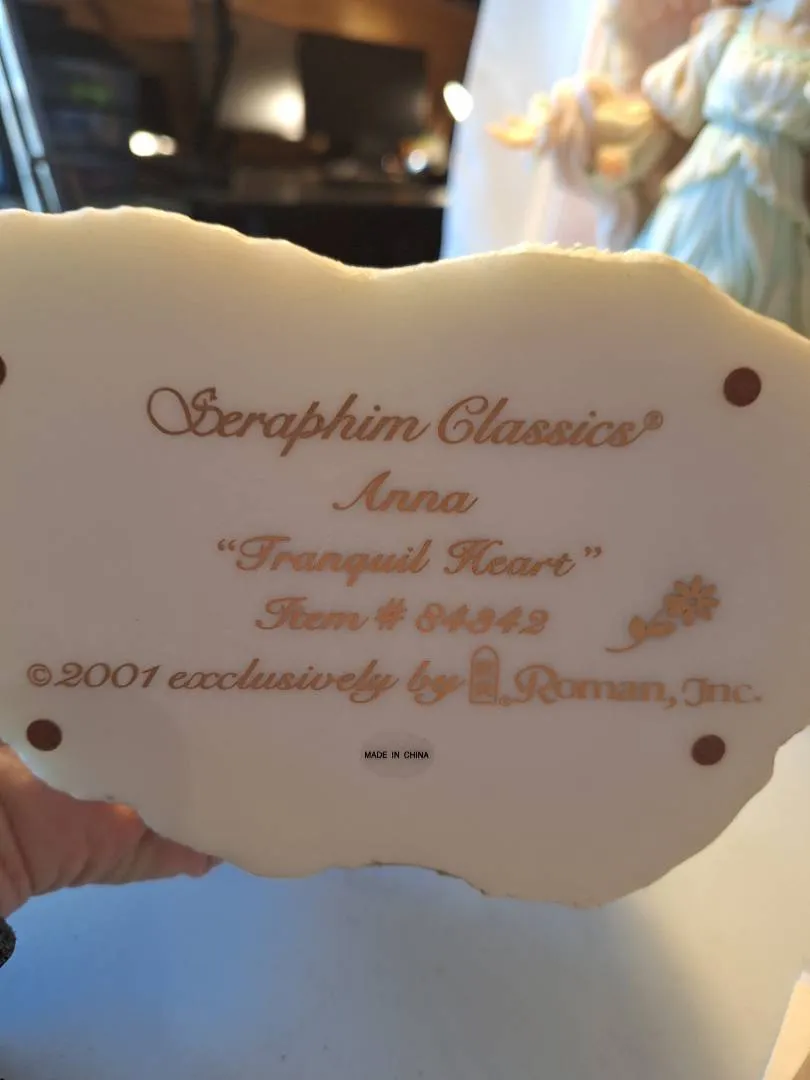 Seraphim Classics®
Anna
"Tranquil Heart"
Item # 84342
©2001 exclusively by ® Roman, Inc.
MADE IN CHINA